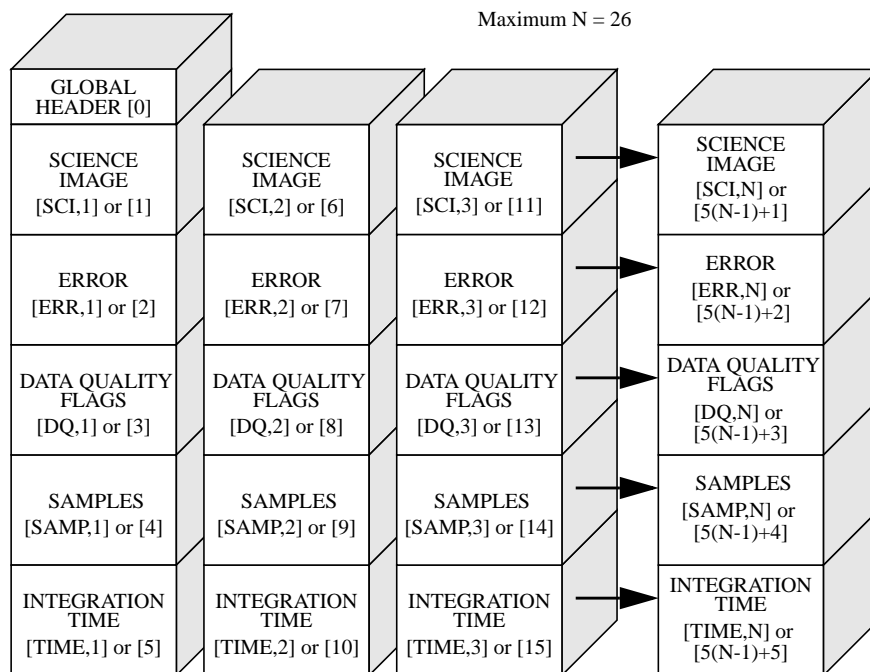 Maximum N = 26
GLOBAL
HEADER [0]
SCIENCE
IMAGE
[SCI,1] or [1]
ERROR
[ERR,1] or [2]
DATA QUALITY
FLAGS
[DQ,1] or [3]
SAMPLES
[SAMP,1] or [4]
INTEGRATION
TIME
[TIME,1] or [5]
SCIENCE
IMAGE
[SCI,2] or [6]
ERROR
[ERR,2] or [7]
DATA QUALITY
FLAGS
[DQ,2] or [8]
SAMPLES
[SAMP,2] or [9]
INTEGRATION
TIME
[TIME,2] or [10]
SCIENCE
IMAGE
[SCI,3] or [11]
ERROR
[ERR,3] or [12]
DATA QUALITY
FLAGS
[DQ,3] or [13]
SAMPLES
[SAMP,3] or [14]
INTEGRATION
TIME
[TIME,3] or [15]
SCIENCE
IMAGE
[SCI,N] or
[5(N-1)+1]
ERROR
[ERR,N] or
[5(N-1)+2]
DATA QUALITY
FLAGS
[DQ,N] or
[5(N-1)+3]
SAMPLES
[SAMP,N] or
[5(N-1)+4]
INTEGRATION
TIME
[TIME,N] or
[5(N-1)+5]